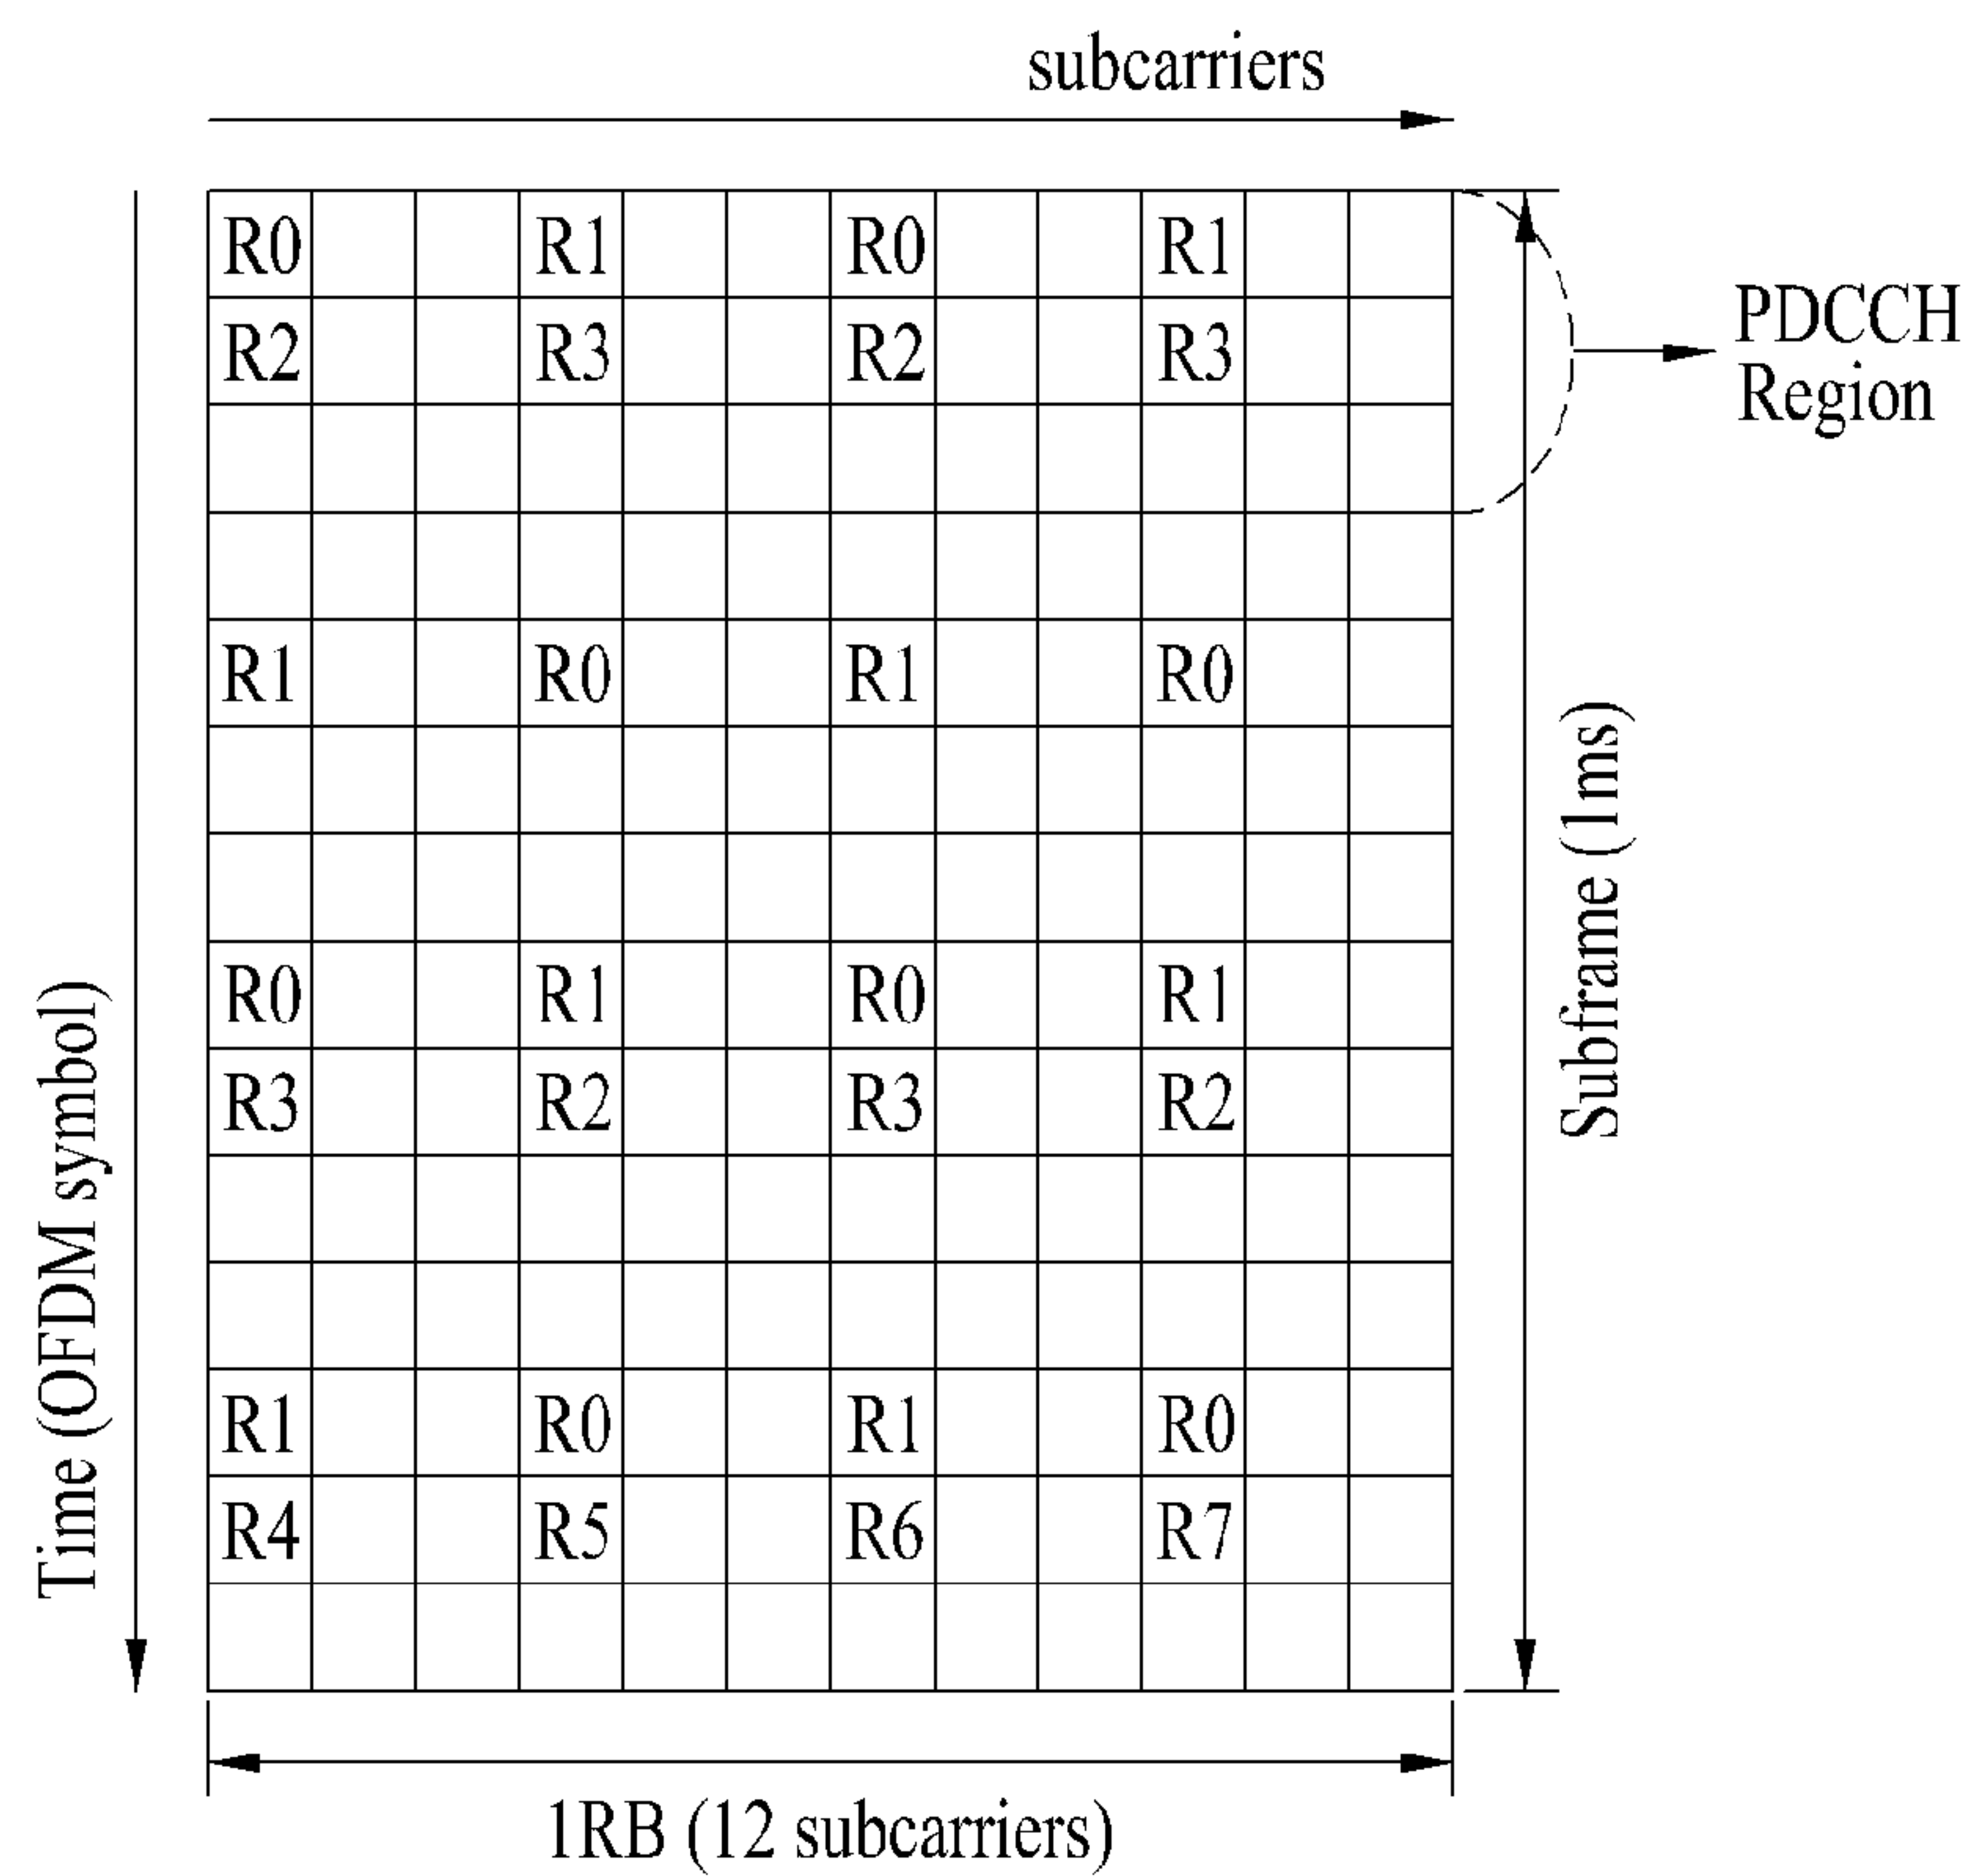 subcarriers
R0 R1 R0 R1
R2 R3 R2 R3
PDCCH
Region
R1 R0 R1 R0
R0 R1 R0 R1
R3 R2 R3 R2
R1 R0 R1 R0
R4 R5 R6 R7
Time (OFDM symbol)
Subframe (1ms)
1RB (12 subcarriers)